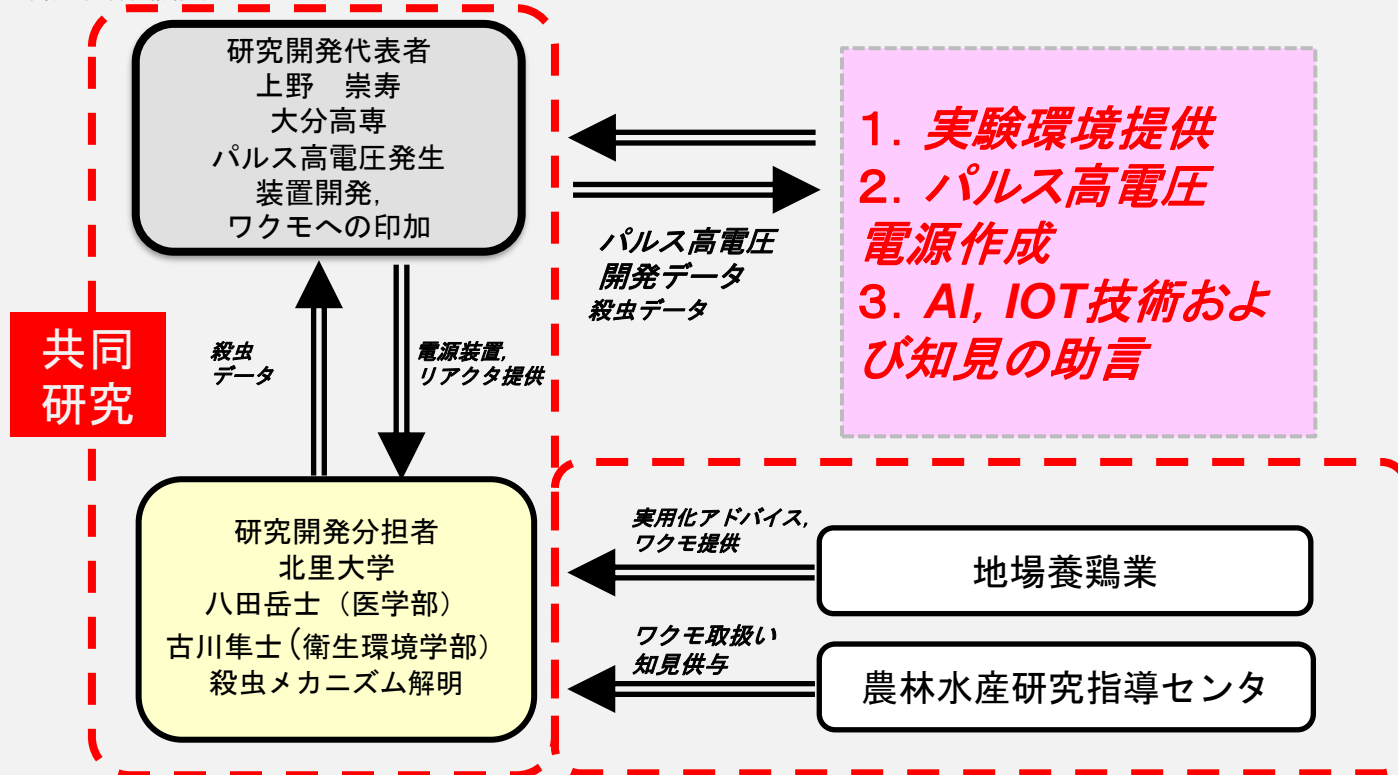 研究開発代表者
上野　崇寿
大分高専
パルス高電圧発生
装置開発,
ワクモへの印加
1. 実験環境提供
2. パルス高電圧
電源作成
3. AI, IOT技術およ
び知見の助言
パルス高電圧
開発データ
殺虫データ
共同
研究
殺虫
データ
電源装置,
リアクタ提供
研究開発分担者
北里大学
八田岳士（医学部）
古川隼士(衛生環境学部)
殺虫メカニズム解明
実用化アドバイス,
ワクモ提供
地場養鶏業
ワクモ取扱い
知見供与
農林水産研究指導センタ